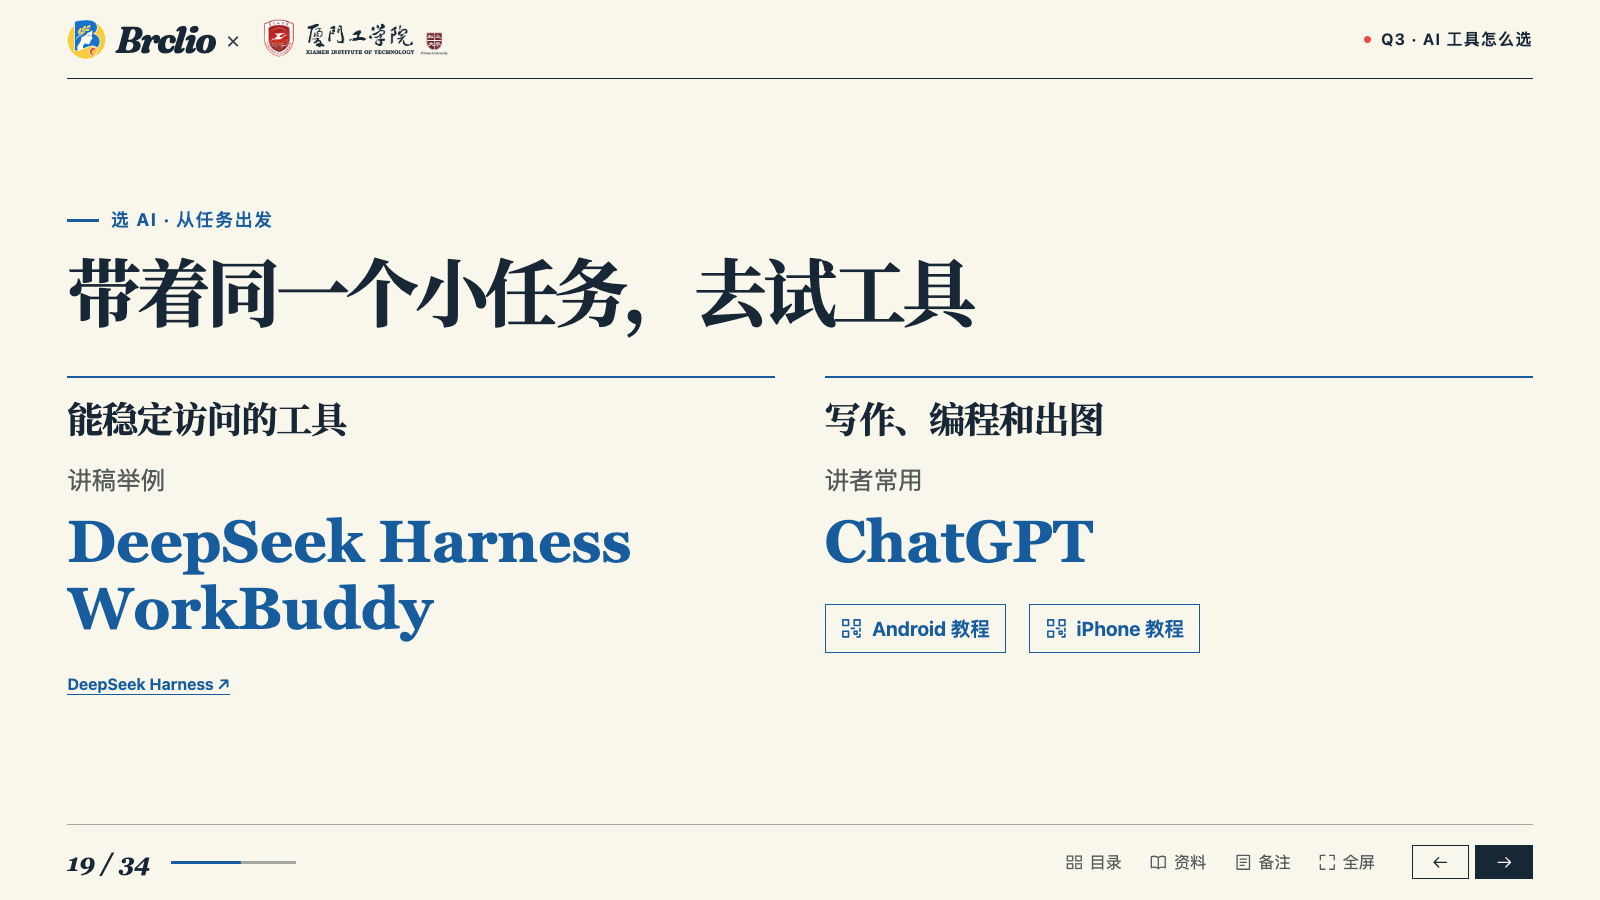 Brclio ×
厦门工学院
XIAMEN INSTITUTE OF TECHNOLOGY
Q3 · AI 工具怎么选
选 AI · 从任务出发
带着同一个小任务，去试工具
能稳定访问的工具
讲稿举例
DeepSeek Harness
WorkBuddy
DeepSeek Harness ↗
写作、编程和出图
讲者常用
ChatGPT
Android 教程
iPhone 教程
19 / 34
目录
资料
备注
全屏
←
→